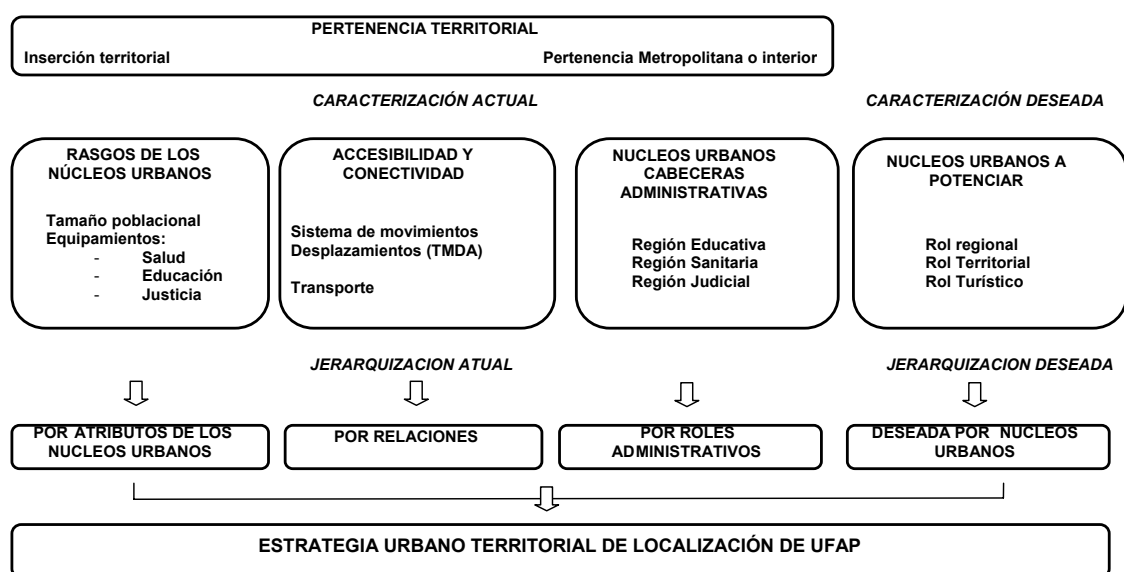 PERTENENCIA TERRITORIAL
Inserción territorial Pertenencia Metropolitana o interior
CARACTERIZACIÓN ACTUAL
CARACTERIZACIÓN DESEADA
RASGOS DE LOS
NÚCLEOS URBANOS
Tamaño poblacional
Equipamientos:
- Salud
- Educación
- Justicia
ACCESIBILIDAD Y
CONECTIVIDAD
Sistema de movimientos
Desplazamientos (TMDA)
Transporte
NUCLEOS URBANOS
CABECERAS
ADMINISTRATIVAS
Región Educativa
Región Sanitaria
Región Judicial
NUCLEOS URBANOS A
POTENCIAR
Rol regional
Rol Territorial
Rol Turístico
JERARQUIZACION ATUAL
JERARQUIZACION DESEADA
POR ATRIBUTOS DE LOS
NUCLEOS URBANOS
POR RELACIONES
POR ROLES
ADMINISTRATIVOS
DESEADA POR NUCLEOS
URBANOS
ESTRATEGIA URBANO TERRITORIAL DE LOCALIZACIÓN DE UFAP